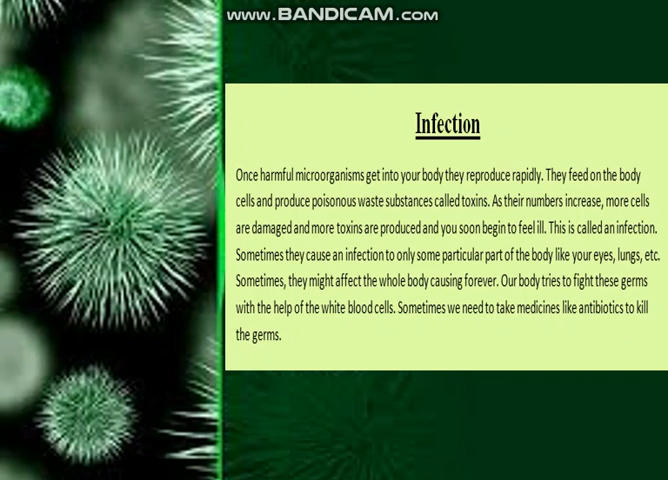 www.BANDICAM.com
Infection
Once harmful microorganisms get into your body they reproduce rapidly. They feed on the body
cells and produce poisonous waste substances called toxins. As their numbers increase, more cells
are damaged and more toxins are produced and you soon begin to feel ill. This is called an infection.
Sometimes they cause an infection to only some particular part of the body like your eyes, lungs, etc.
Sometimes, they might affect the whole body causing forever. Our body tries to fight these germs
with the help of the white blood cells. Sometimes we need to take medicines like antibiotics to kill
the germs.